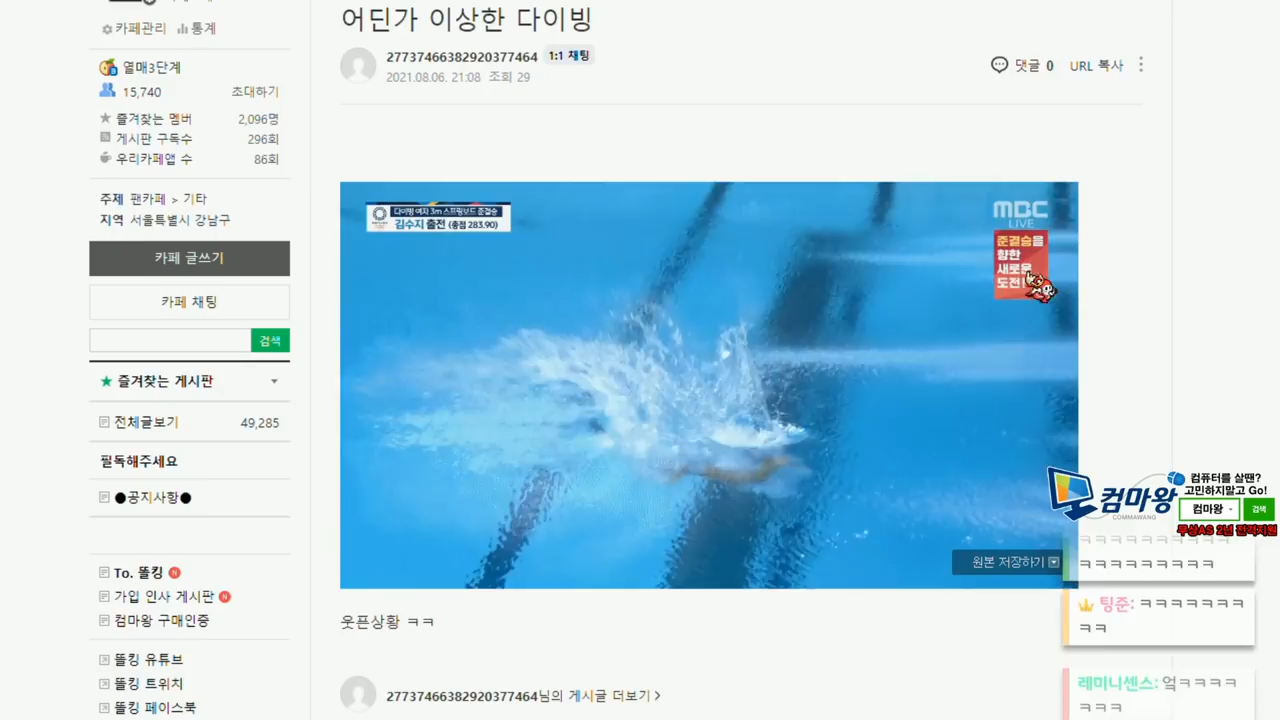 카페관리 통계
열매3단계
15,740 초대하기
즐겨찾는 멤버 2,096명
게시판 구독수 296회
우리카페앱 수 86회
주제 팬카페 > 기타
지역 서울특별시 강남구
카페 글쓰기
카페 채팅
검색
즐겨찾는 게시판
전체글보기 49,285
필독해주세요
●공지사항●
To. 똘킹 N
가입 인사 게시판 N
컴마왕 구매인증
똘킹 유튜브
똘킹 트위치
똘킹 페이스북
어딘가 이상한 다이빙
27737466382920377464 1:1 채팅
2021.08.06. 21:08 조회 29
댓글 0 URL 복사
다이빙 여자 3m 스프링보드 준결승
김수지 출전 (총점 283.90)
MBC
LIVE
준결승을
향한
새로운
도전!
원본 저장하기
웃픈상황 ㅋㅋ
27737466382920377464님의 게시글 더보기 >
컴마왕
COMMAWANG
컴퓨터를 살땐?
고민하지말고 Go!
컴마왕 검색
무상AS 2년 전격지원
ㅋㅋㅋㅋㅋㅋㅋㅋㅋㅋ
ㅋㅋㅋㅋㅋㅋㅋㅋㅋ
팅준: ㅋㅋㅋㅋㅋㅋㅋ
ㅋㅋ
레미니센스: 엌ㅋㅋㅋㅋ
ㅋㅋㅋ